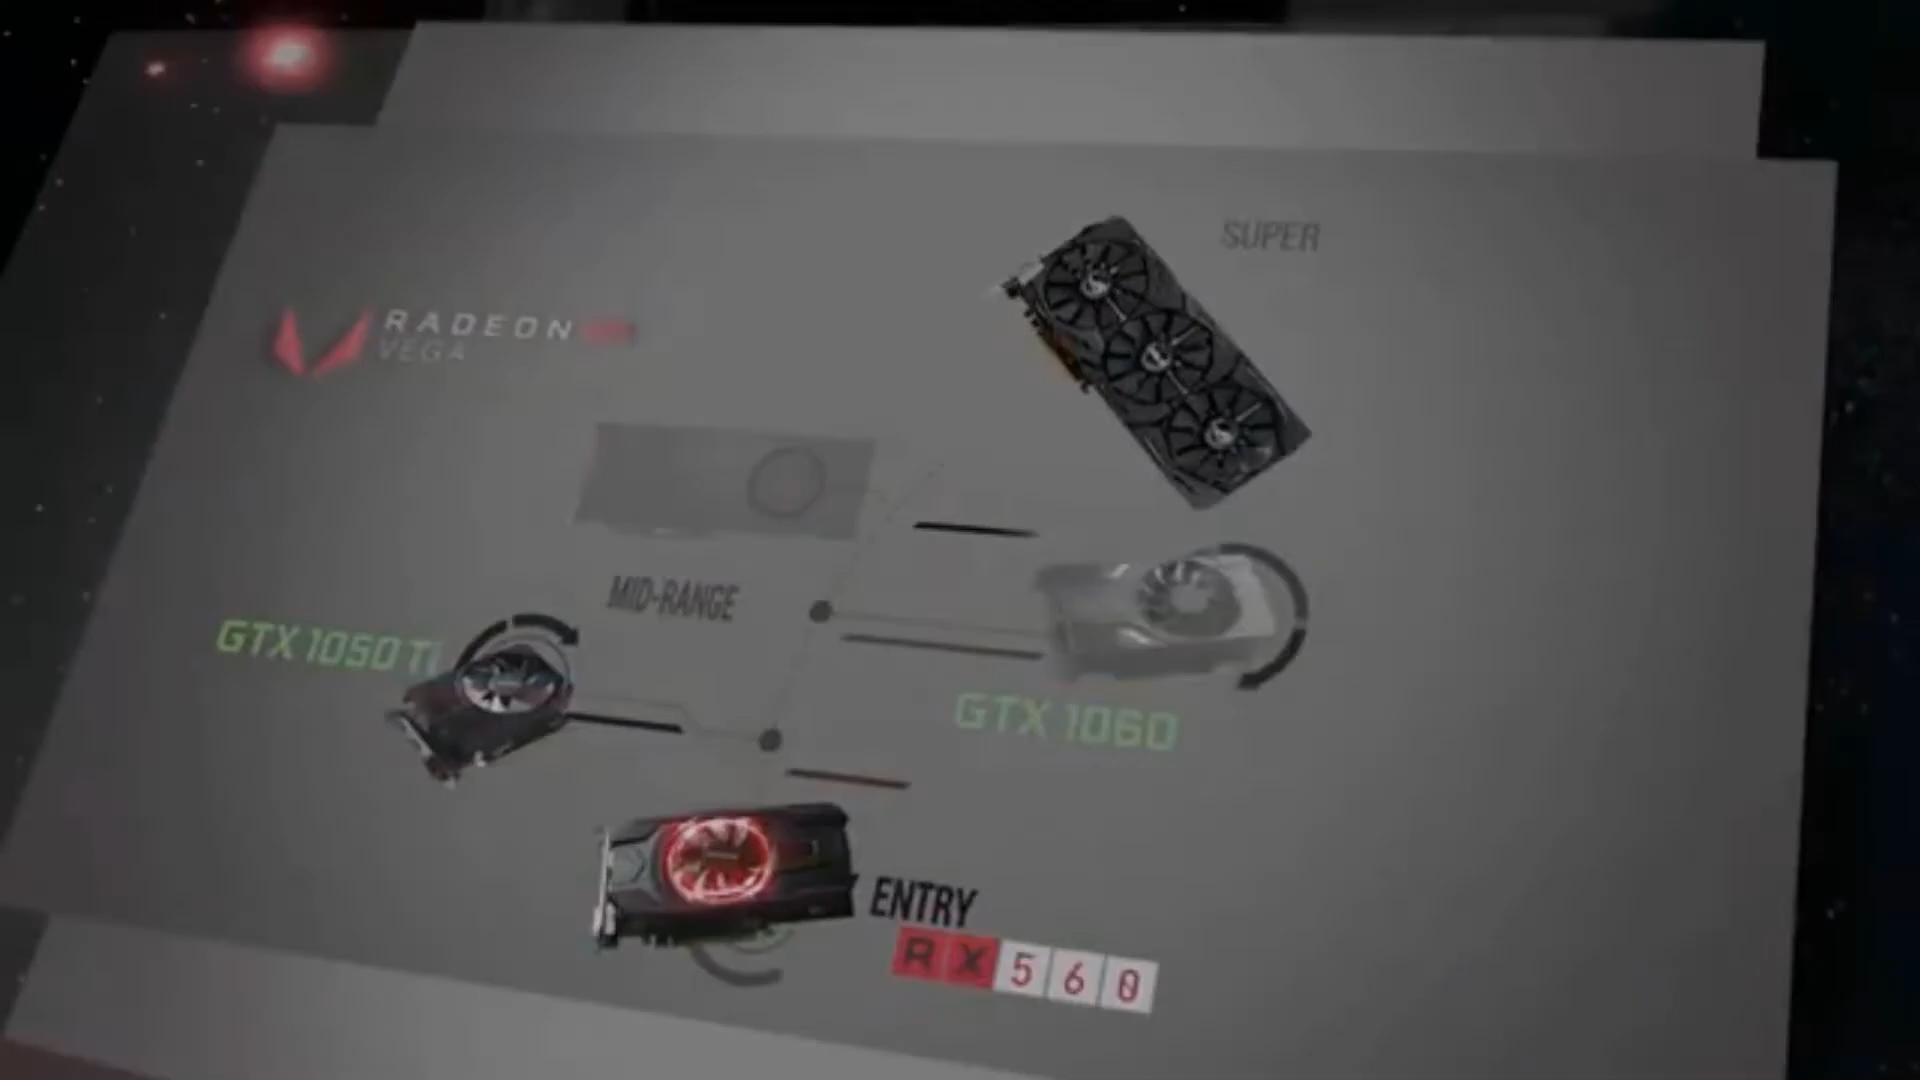 SUPER
RADEON
VEGA
MID-RANGE
GTX 1050 Ti
GTX 1060
ENTRY
RX 560